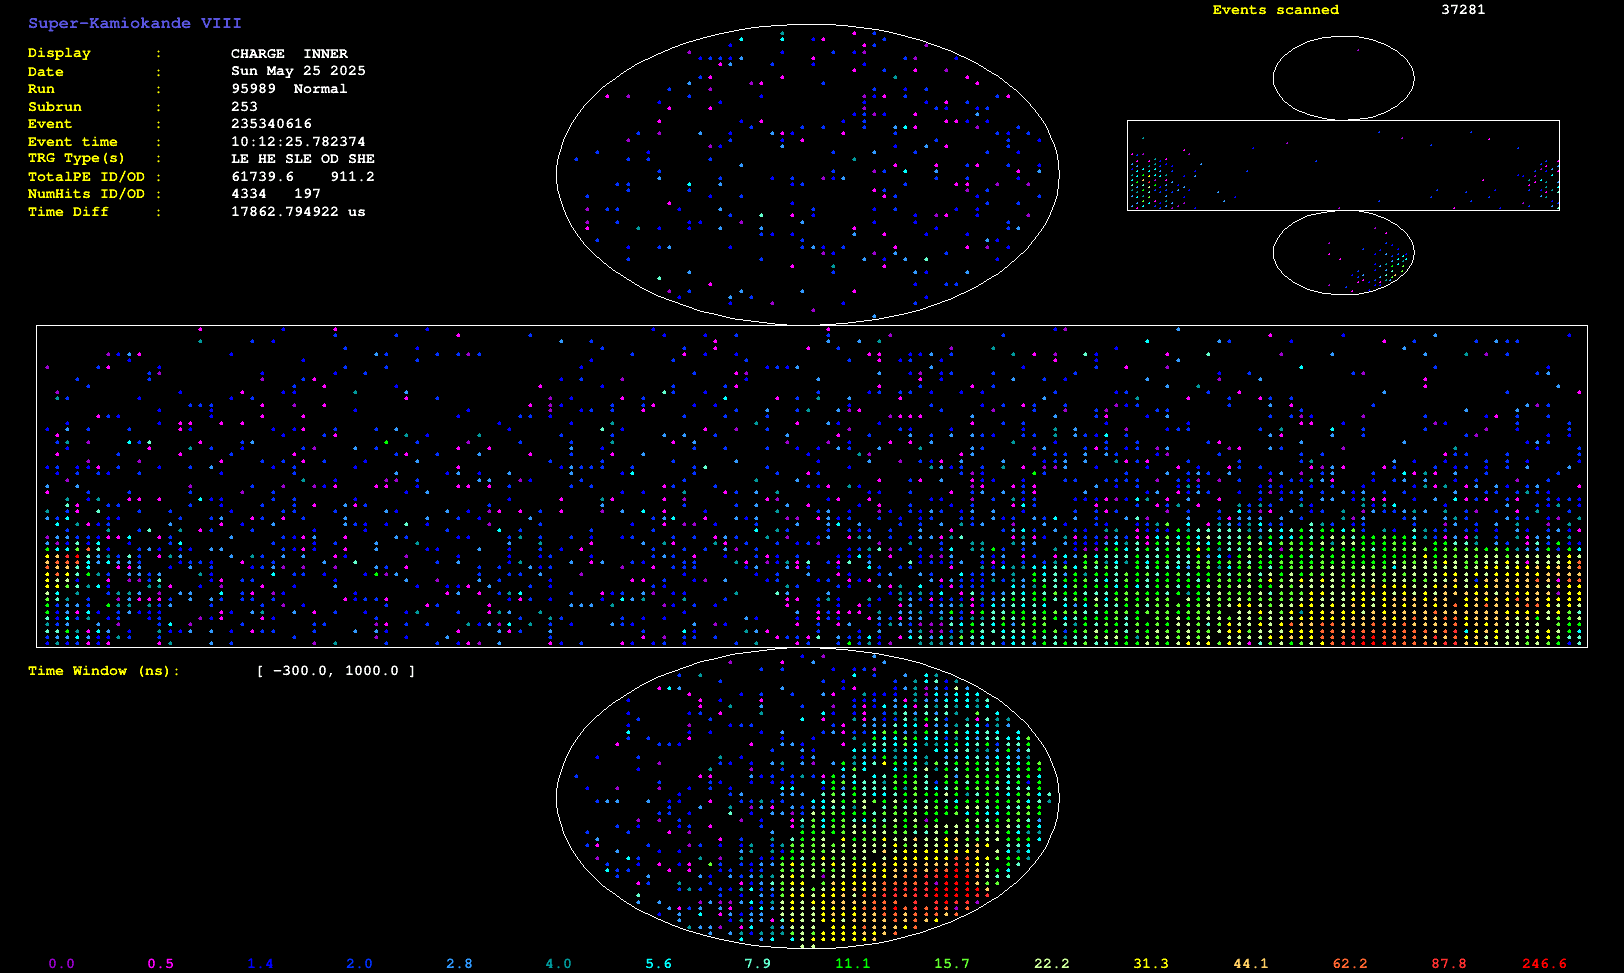 Super-Kamiokande VIII
Events scanned 37281
Display : CHARGE INNER
Date : Sun May 25 2025
Run : 95989 Normal
Subrun : 253
Event : 235340616
Event time : 10:12:25.782374
TRG Type(s) : LE HE SLE OD SHE
TotalPE ID/OD : 61739.6 911.2
NumHits ID/OD : 4334 197
Time Diff : 17862.794922 us
Time Window (ns): [ -300.0, 1000.0 ]
0.0 0.5 1.4 2.0 2.8 4.0 5.6 7.9 11.1 15.7 22.2 31.3 44.1 62.2 87.8 246.6